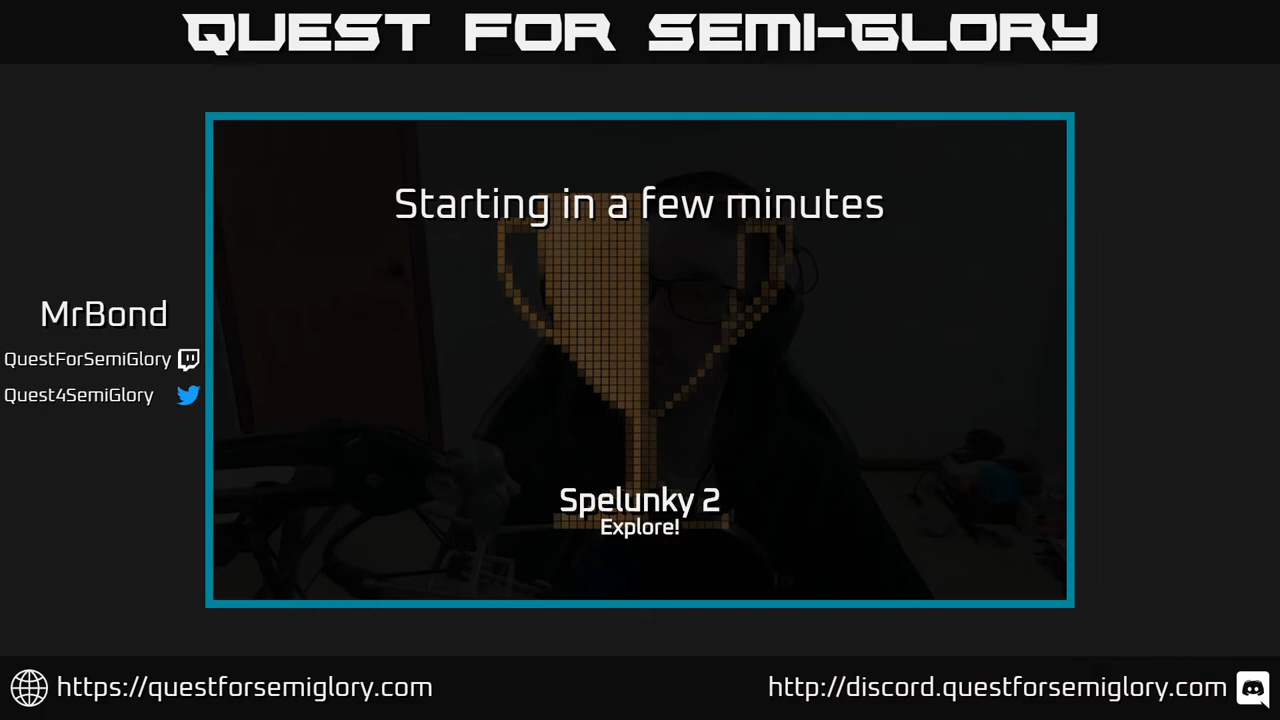 QUEST FOR SEMI-GLORY
Starting in a few minutes
MrBond
QuestForSemiGlory
Quest4SemiGlory
Spelunky 2
Explore!
https://questforsemiglory.com
http://discord.questforsemiglory.com